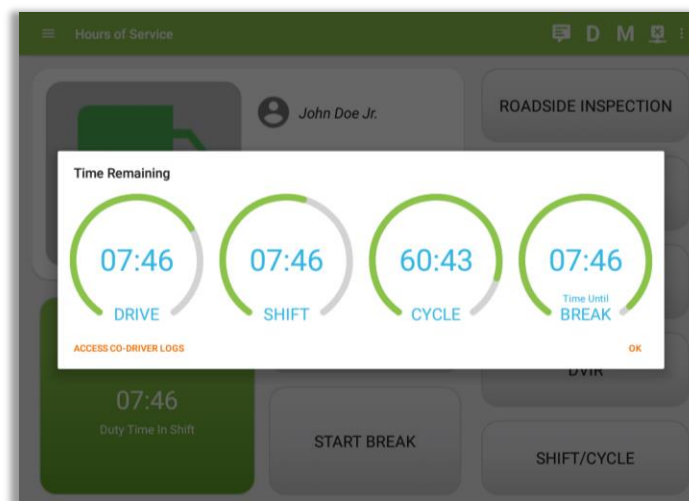 Hours of Service
D M
John Doe Jr.
ROADSIDE INSPECTION
Time Remaining
07:46
DRIVE
07:46
SHIFT
60:43
CYCLE
07:46
Time Until
BREAK
ACCESS CO-DRIVER LOGS
OK
DVIR
07:46
Duty Time In Shift
START BREAK
SHIFT/CYCLE